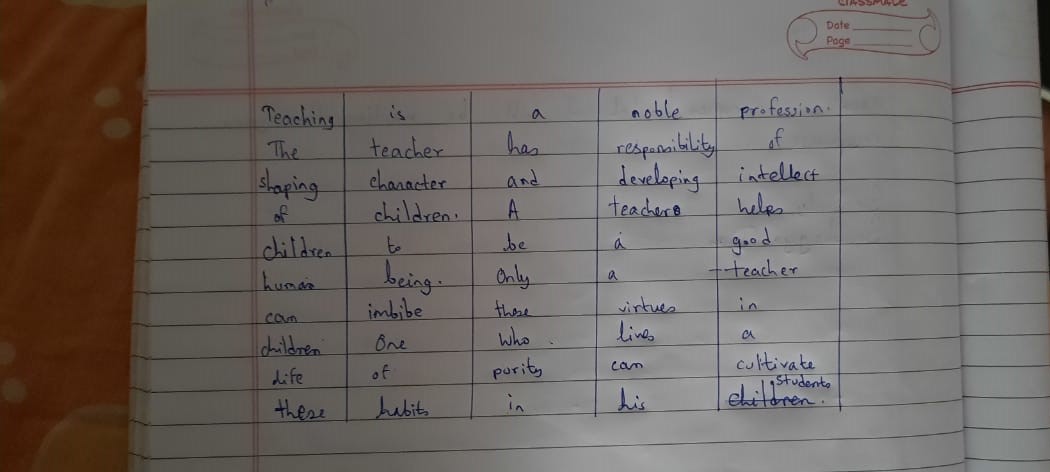 CLASSMATE
Date
Page
Teaching is a noble profession.
The teacher has responsibility of
shaping character and developing intellect
of children. A teacher helps
children to be a good
human being. Only a teacher
can imbibe these virtues in
children One who lives a
life of purity can cultivate
these habits in his children. students